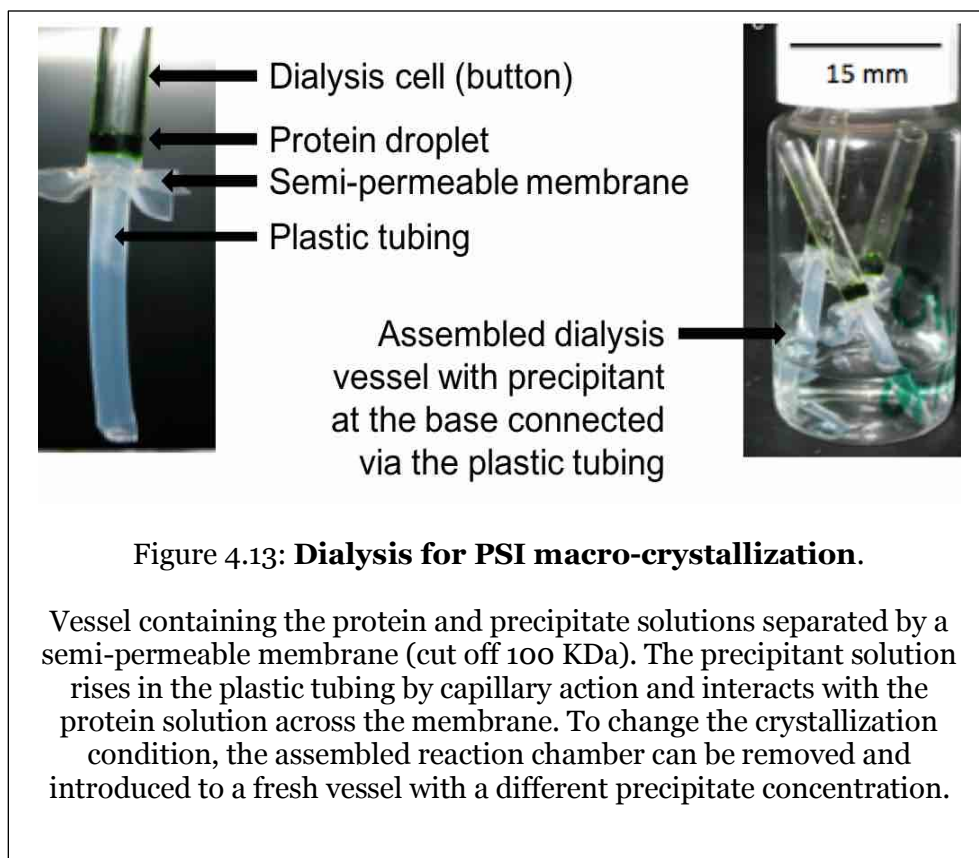 Dialysis cell (button)
Protein droplet
Semi-permeable membrane
Plastic tubing
15 mm
Assembled dialysis
vessel with precipitant
at the base connected
via the plastic tubing
Figure 4.13: Dialysis for PSI macro-crystallization.
Vessel containing the protein and precipitate solutions separated by a
semi-permeable membrane (cut off 100 KDa). The precipitant solution
rises in the plastic tubing by capillary action and interacts with the
protein solution across the membrane. To change the crystallization
condition, the assembled reaction chamber can be removed and
introduced to a fresh vessel with a different precipitate concentration.